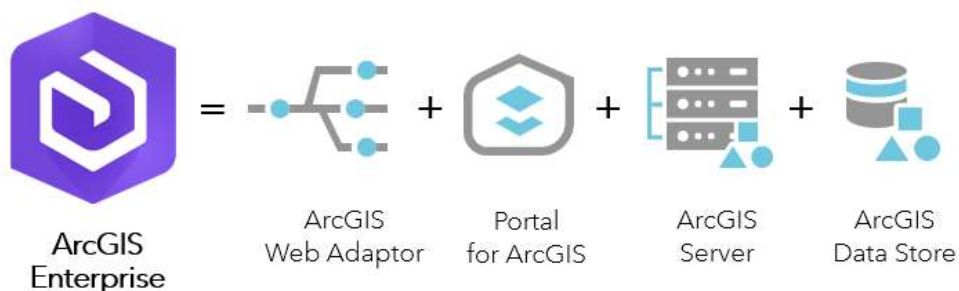 = + + +
ArcGIS
Enterprise
ArcGIS
Web Adaptor
Portal
for ArcGIS
ArcGIS
Server
ArcGIS
Data Store